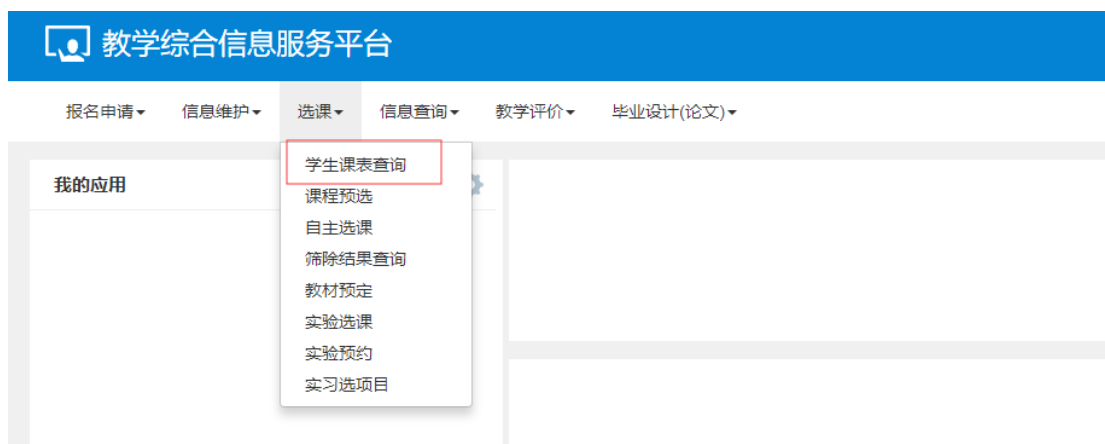 教学综合信息服务平台
报名申请 信息维护 选课 信息查询 教学评价 毕业设计(论文)
我的应用
学生课表查询
课程预选
自主选课
筛除结果查询
教材预定
实验选课
实验预约
实习选项目